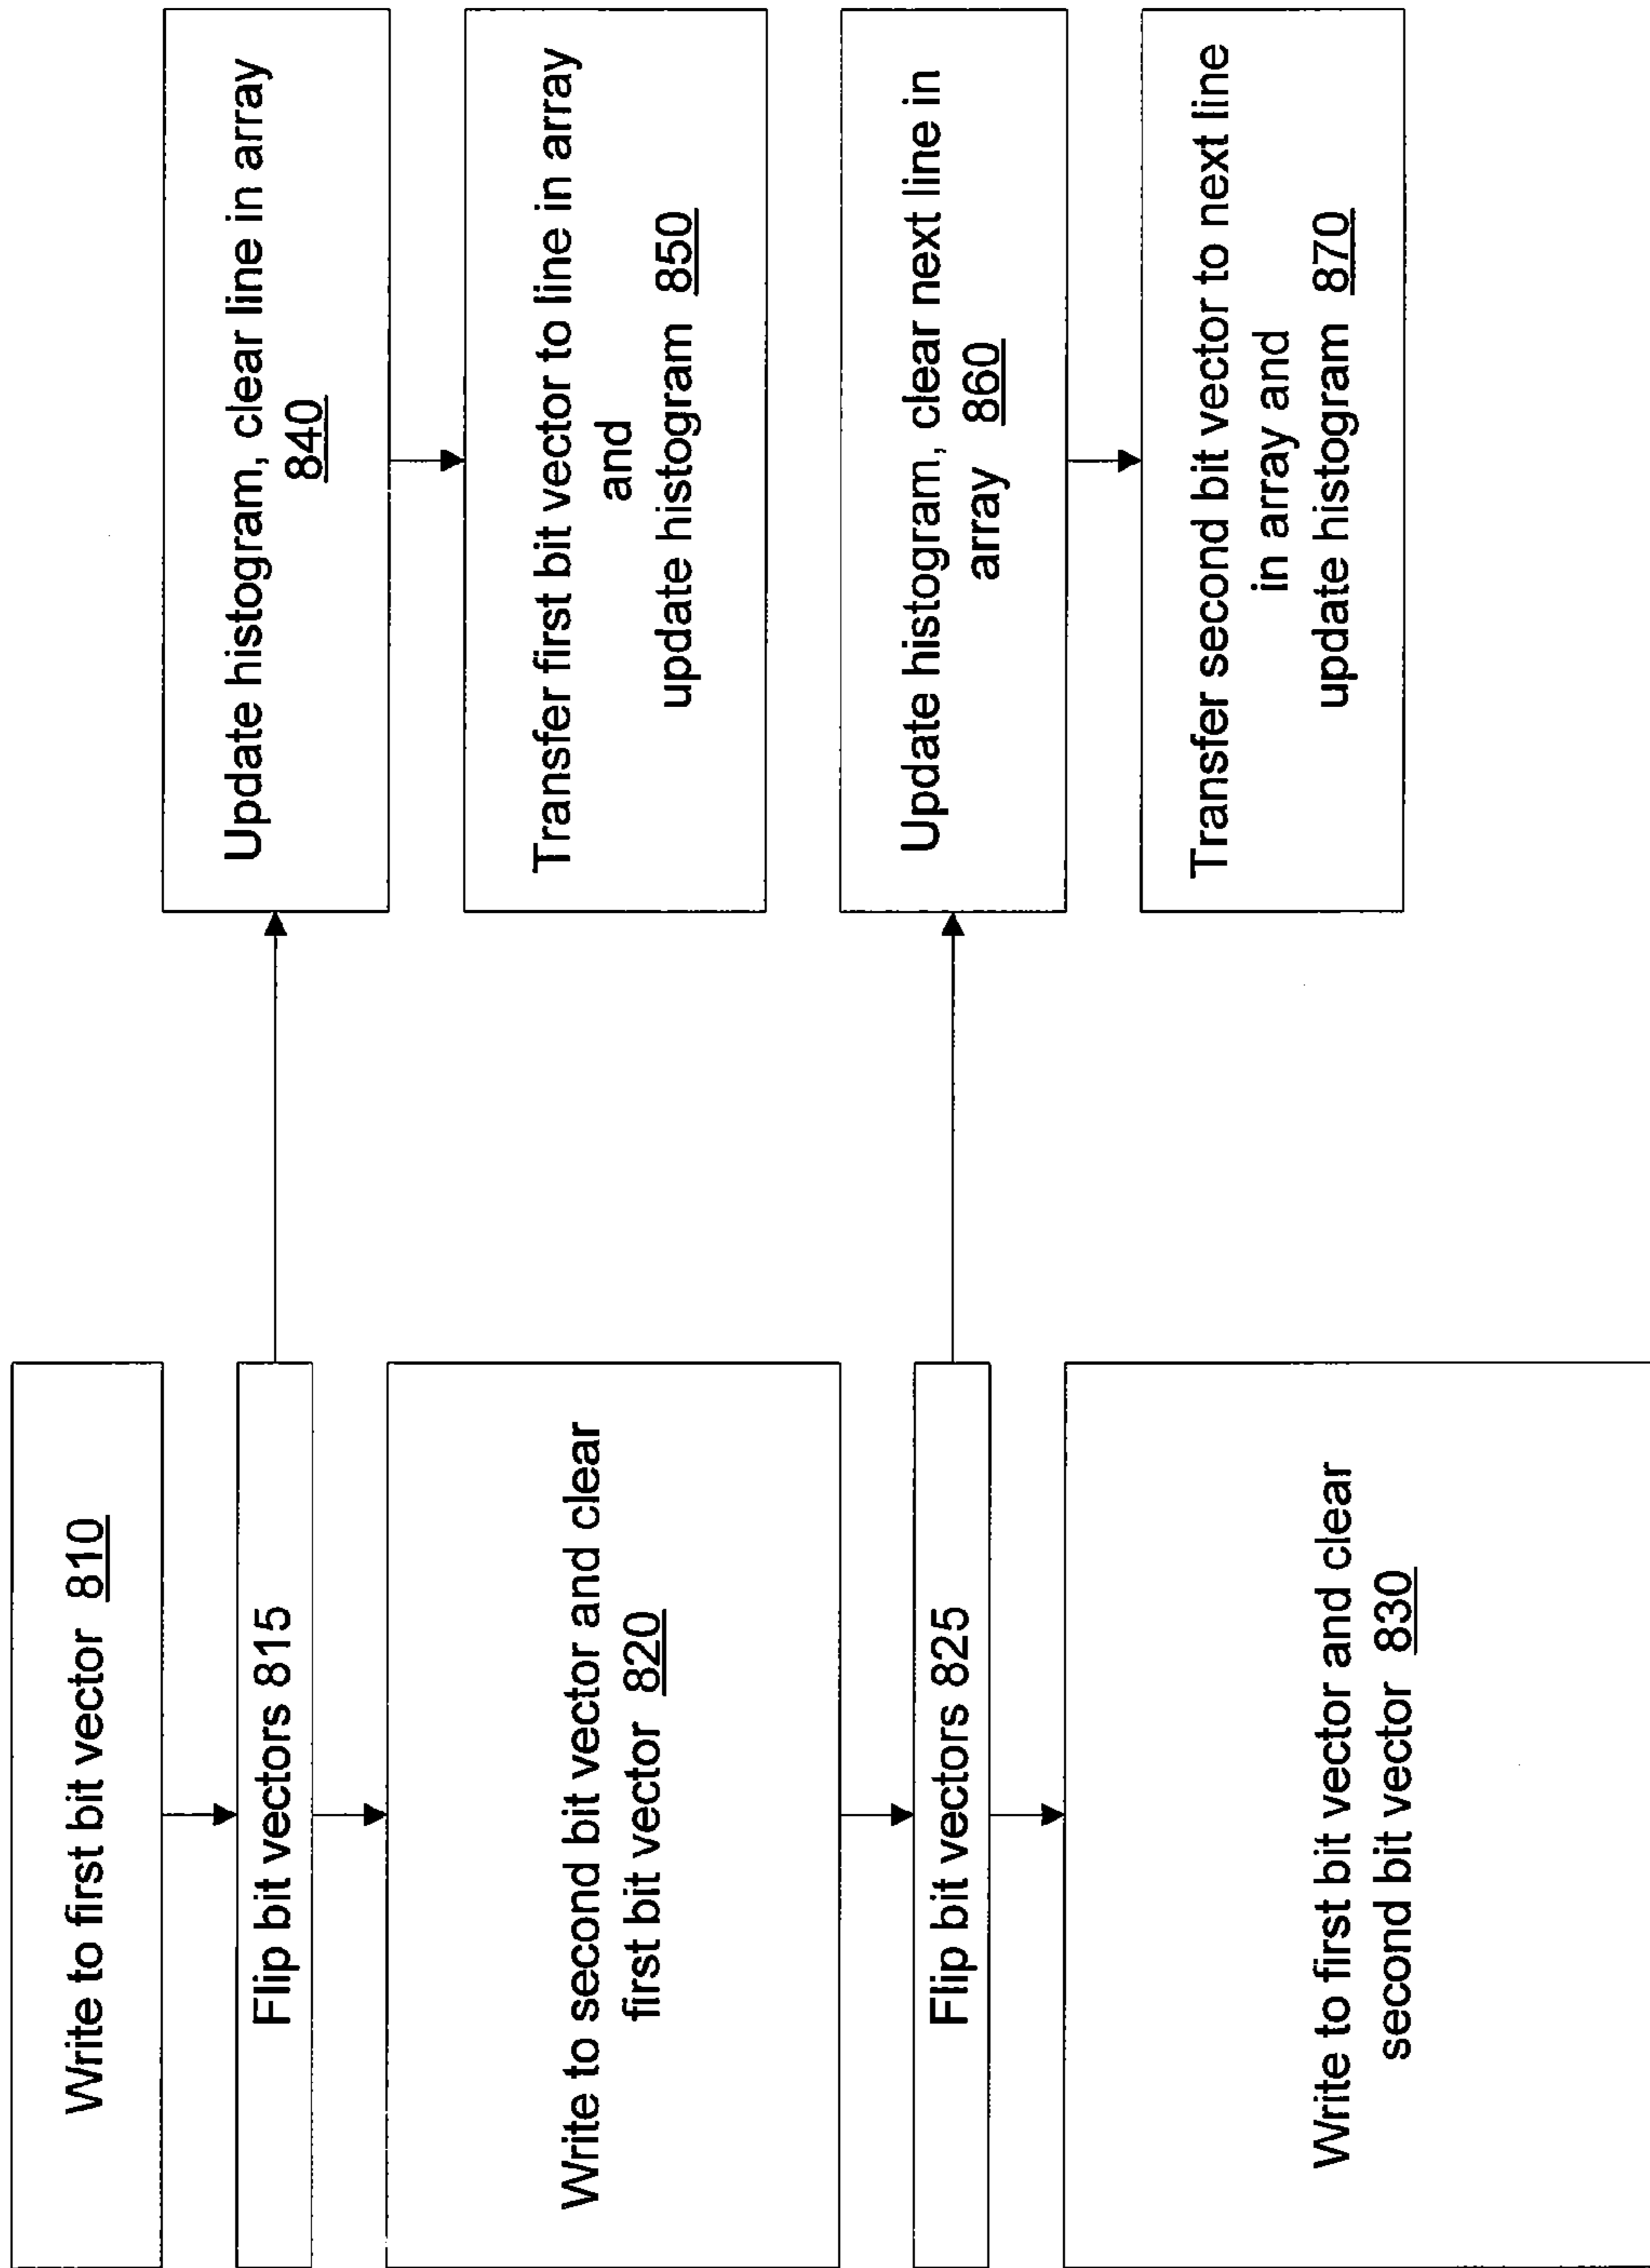 Write to first bit vector 810
Flip bit vectors 815
Write to second bit vector and clear
first bit vector 820
Flip bit vectors 825
Write to first bit vector and clear
second bit vector 830
Update histogram, clear line in array
840
Transfer first bit vector to line in array
and
update histogram 850
Update histogram, clear next line in
array 860
Transfer second bit vector to next line
in array and
update histogram 870